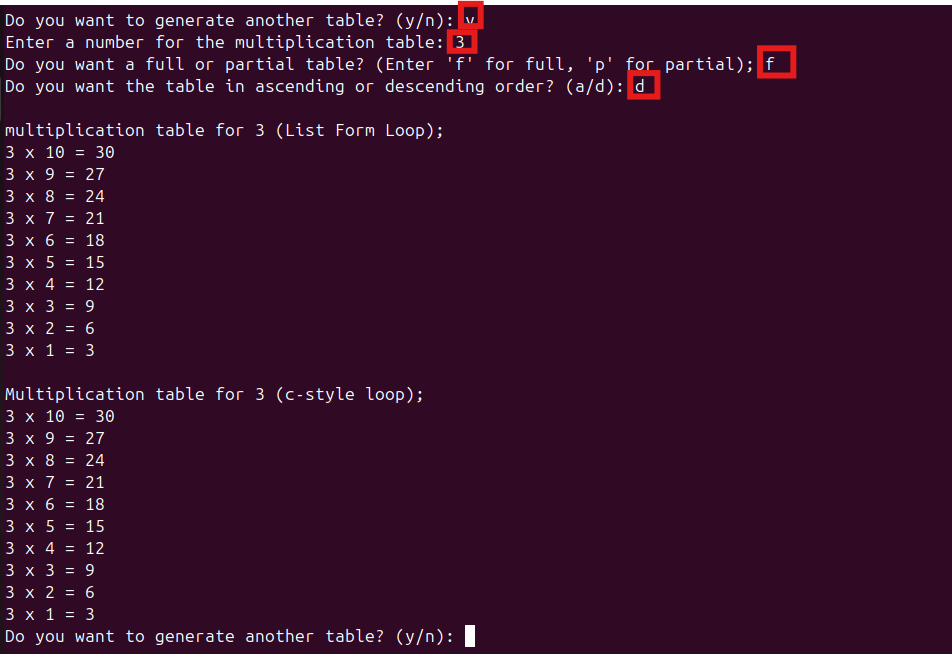 Do you want to generate another table? (y/n): y
Enter a number for the multiplication table: 3
Do you want a full or partial table? (Enter 'f' for full, 'p' for partial); f
Do you want the table in ascending or descending order? (a/d): d
multiplication table for 3 (List Form Loop);
3 x 10 = 30
3 x 9 = 27
3 x 8 = 24
3 x 7 = 21
3 x 6 = 18
3 x 5 = 15
3 x 4 = 12
3 x 3 = 9
3 x 2 = 6
3 x 1 = 3
Multiplication table for 3 (c-style loop);
3 x 10 = 30
3 x 9 = 27
3 x 8 = 24
3 x 7 = 21
3 x 6 = 18
3 x 5 = 15
3 x 4 = 12
3 x 3 = 9
3 x 2 = 6
3 x 1 = 3
Do you want to generate another table? (y/n):